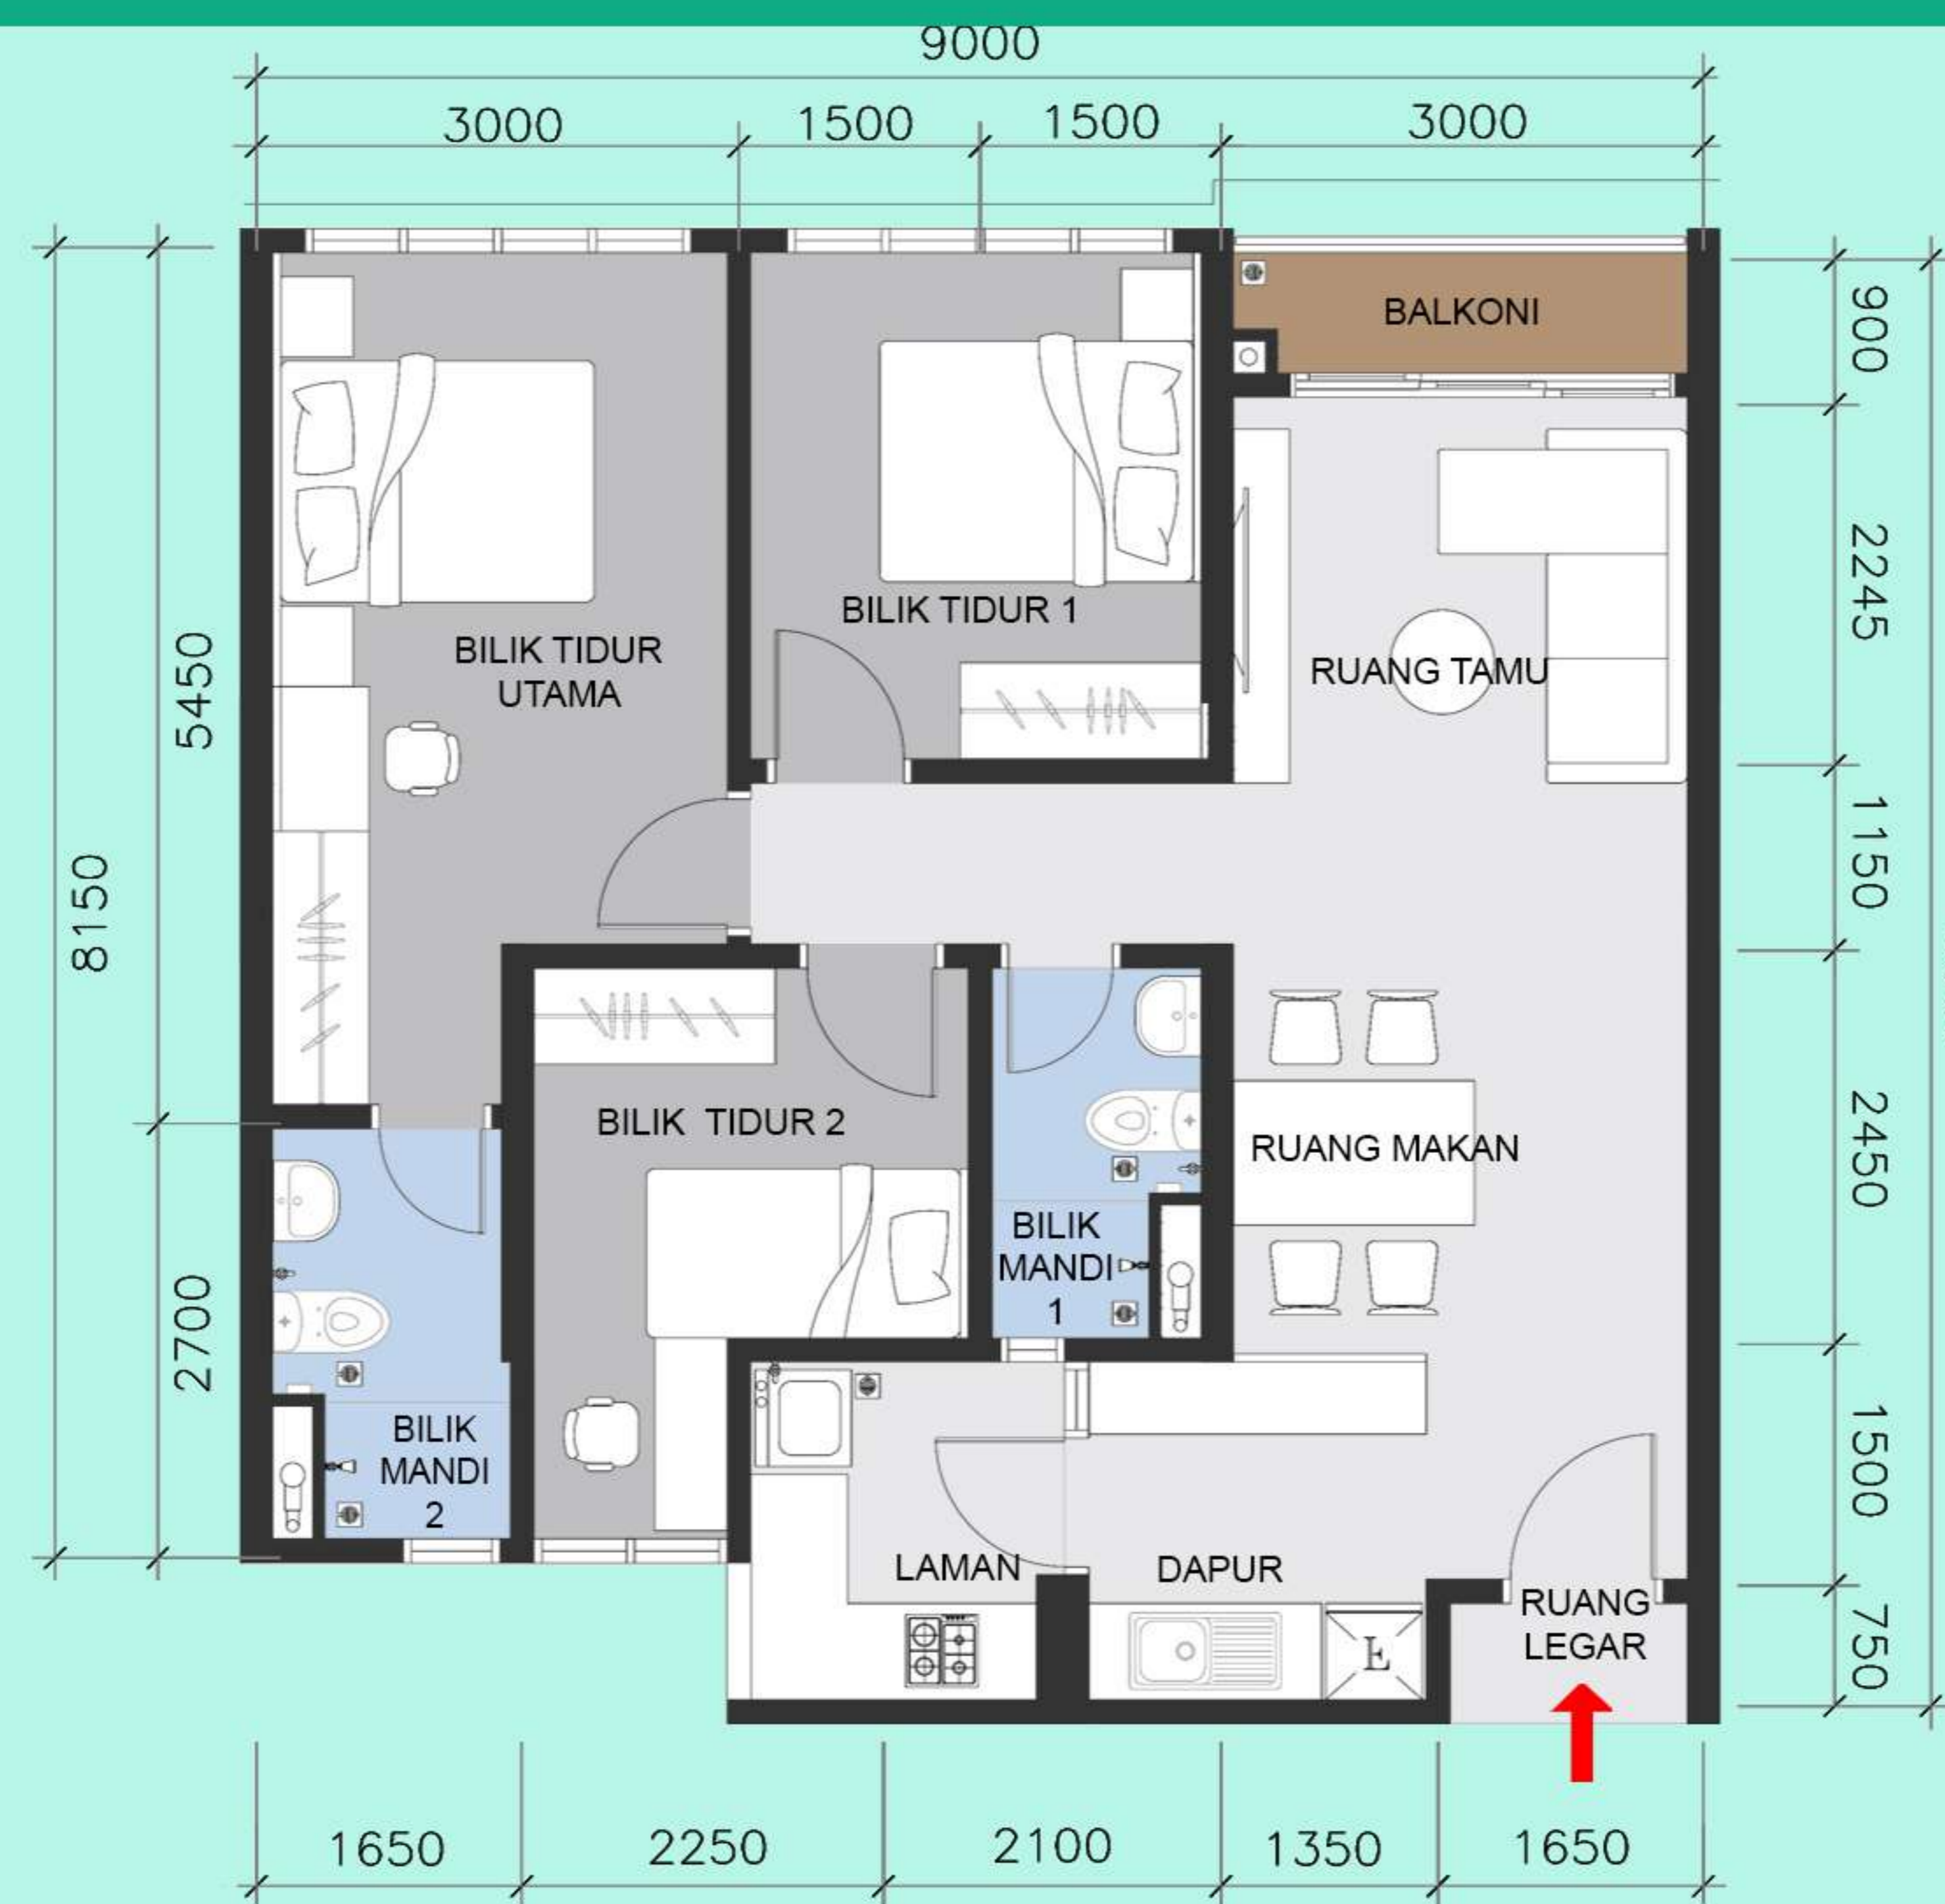 9000
3000
1500
1500
3000
BALKONI
900
BILIK TIDUR 1
2245
BILIK TIDUR
UTAMA
RUANG TAMU
5450
1150
8150
BILIK TIDUR 2
RUANG MAKAN
2450
BILIK
MANDI
1
2700
BILIK
MANDI
2
1500
LAMAN
DAPUR
RUANG
LEGAR
E
750
1650
2250
2100
1350
1650